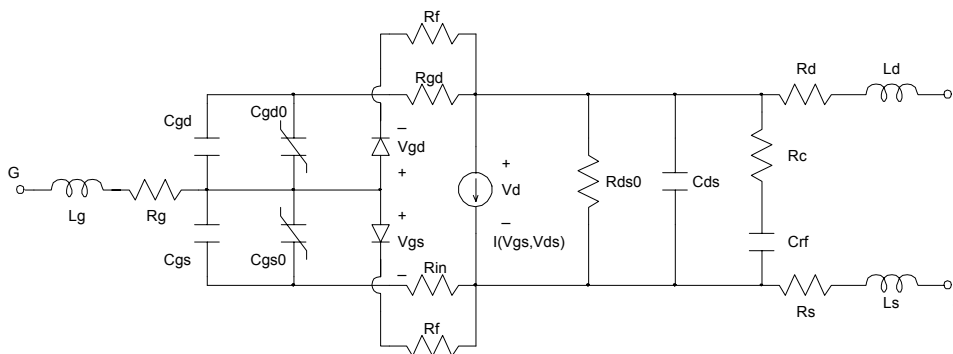 Rf
Rgd
Rd
Ld
Cgd
Cgd0
–
Vgd
+
Rc
G
Lg
Rg
+
Vd
–
I(Vgs,Vds)
Rds0
Cds
+
Vgs
–
Cgs
Cgs0
Rin
Crf
Rf
Rs
Ls